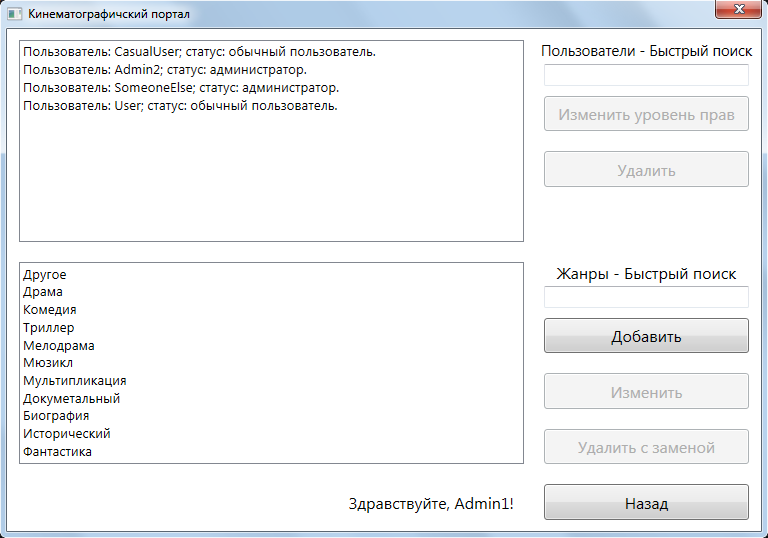 Кинематографичский портал
Пользователь: CasualUser; статус: обычный пользователь.
Пользователь: Admin2; статус: администратор.
Пользователь: SomeoneElse; статус: администратор.
Пользователь: User; статус: обычный пользователь.
Пользователи - Быстрый поиск
Изменить уровень прав
Удалить
Другое
Драма
Комедия
Триллер
Мелодрама
Мюзикл
Мультипликация
Докуметальный
Биография
Исторический
Фантастика
Жанры - Быстрый поиск
Добавить
Изменить
Удалить с заменой
Здравствуйте, Admin1!
Назад